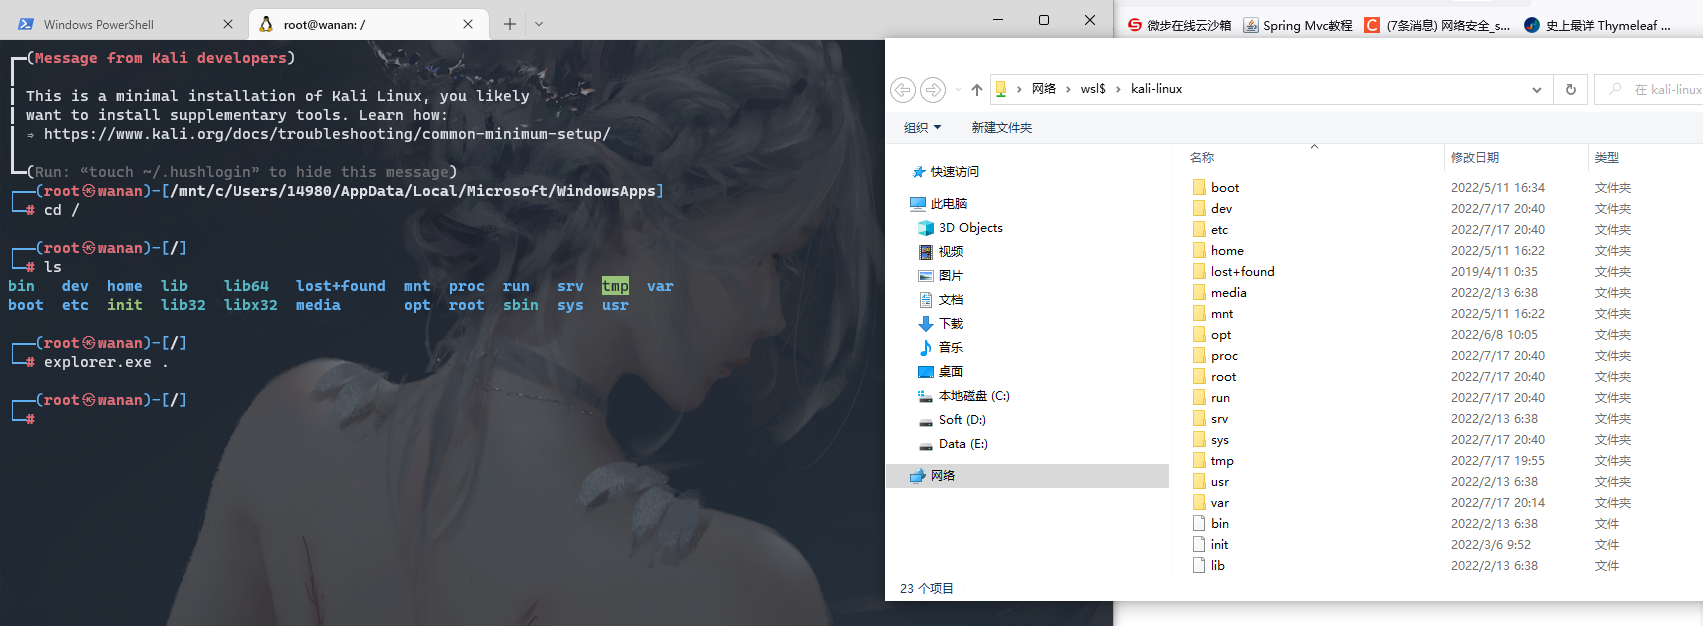 Windows PowerShell
root@wanan: /
(Message from Kali developers)
This is a minimal installation of Kali Linux, you likely
want to install supplementary tools. Learn how:
⇒ https://www.kali.org/docs/troubleshooting/common-minimum-setup/
(Run: “touch ~/.hushlogin” to hide this message)
(root㉿wanan)-[/mnt/c/Users/14980/AppData/Local/Microsoft/WindowsApps]
# cd /
(root㉿wanan)-[/]
# ls
bin dev home lib lib64 lost+found mnt proc run srv tmp var
boot etc init lib32 libx32 media opt root sbin sys usr
(root㉿wanan)-[/]
# explorer.exe .
(root㉿wanan)-[/]
#
微步在线云沙箱 Spring Mvc教程 (7条消息) 网络安全_s... 史上最详 Thymeleaf ...
网络 › wsl$ › kali-linux
在 kali-linux
组织 新建文件夹
快速访问
此电脑
3D Objects
视频
图片
文档
下载
音乐
桌面
本地磁盘 (C:)
Soft (D:)
Data (E:)
网络
名称 修改日期 类型
boot 2022/5/11 16:34 文件夹
dev 2022/7/17 20:40 文件夹
etc 2022/7/17 20:40 文件夹
home 2022/5/11 16:22 文件夹
lost+found 2019/4/11 0:35 文件夹
media 2022/2/13 6:38 文件夹
mnt 2022/5/11 16:22 文件夹
opt 2022/6/8 10:05 文件夹
proc 2022/7/17 20:40 文件夹
root 2022/7/17 20:40 文件夹
run 2022/7/17 20:40 文件夹
srv 2022/2/13 6:38 文件夹
sys 2022/7/17 20:40 文件夹
tmp 2022/7/17 19:55 文件夹
usr 2022/2/13 6:38 文件夹
var 2022/7/17 20:14 文件夹
bin 2022/2/13 6:38 文件
init 2022/3/6 9:52 文件
lib 2022/2/13 6:38 文件
23 个项目